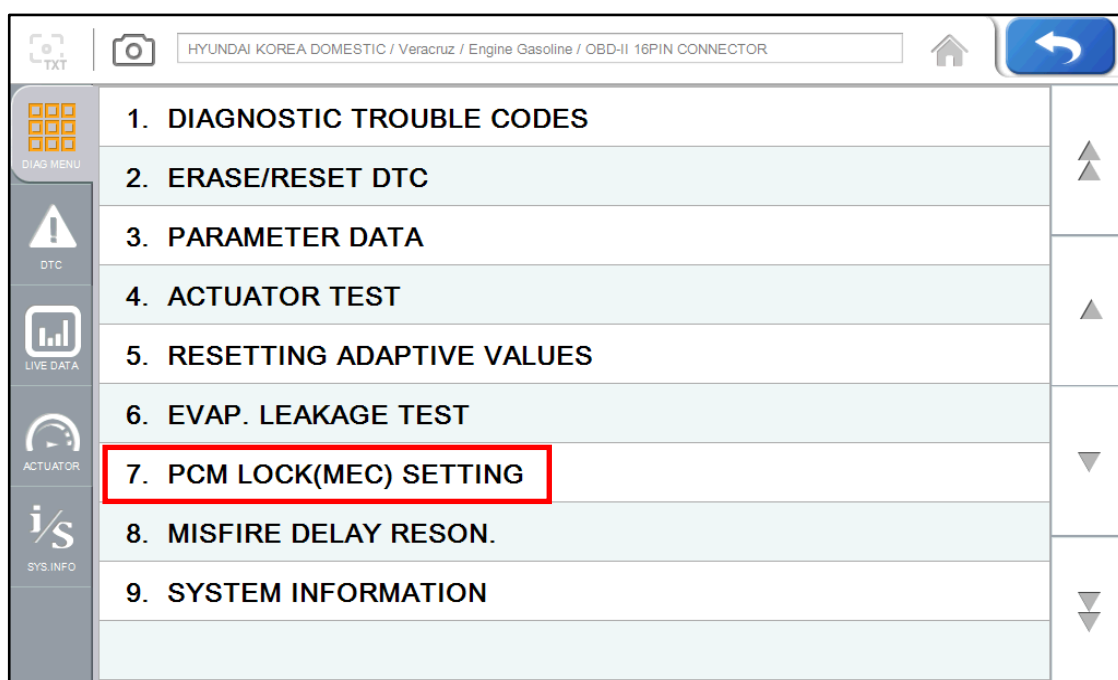 TXT
HYUNDAI KOREA DOMESTIC / Veracruz / Engine Gasoline / OBD-II 16PIN CONNECTOR
DIAG MENU
DTC
LIVE DATA
ACTUATOR
i/s
SYS.INFO
1. DIAGNOSTIC TROUBLE CODES
2. ERASE/RESET DTC
3. PARAMETER DATA
4. ACTUATOR TEST
5. RESETTING ADAPTIVE VALUES
6. EVAP. LEAKAGE TEST
7. PCM LOCK(MEC) SETTING
8. MISFIRE DELAY RESON.
9. SYSTEM INFORMATION